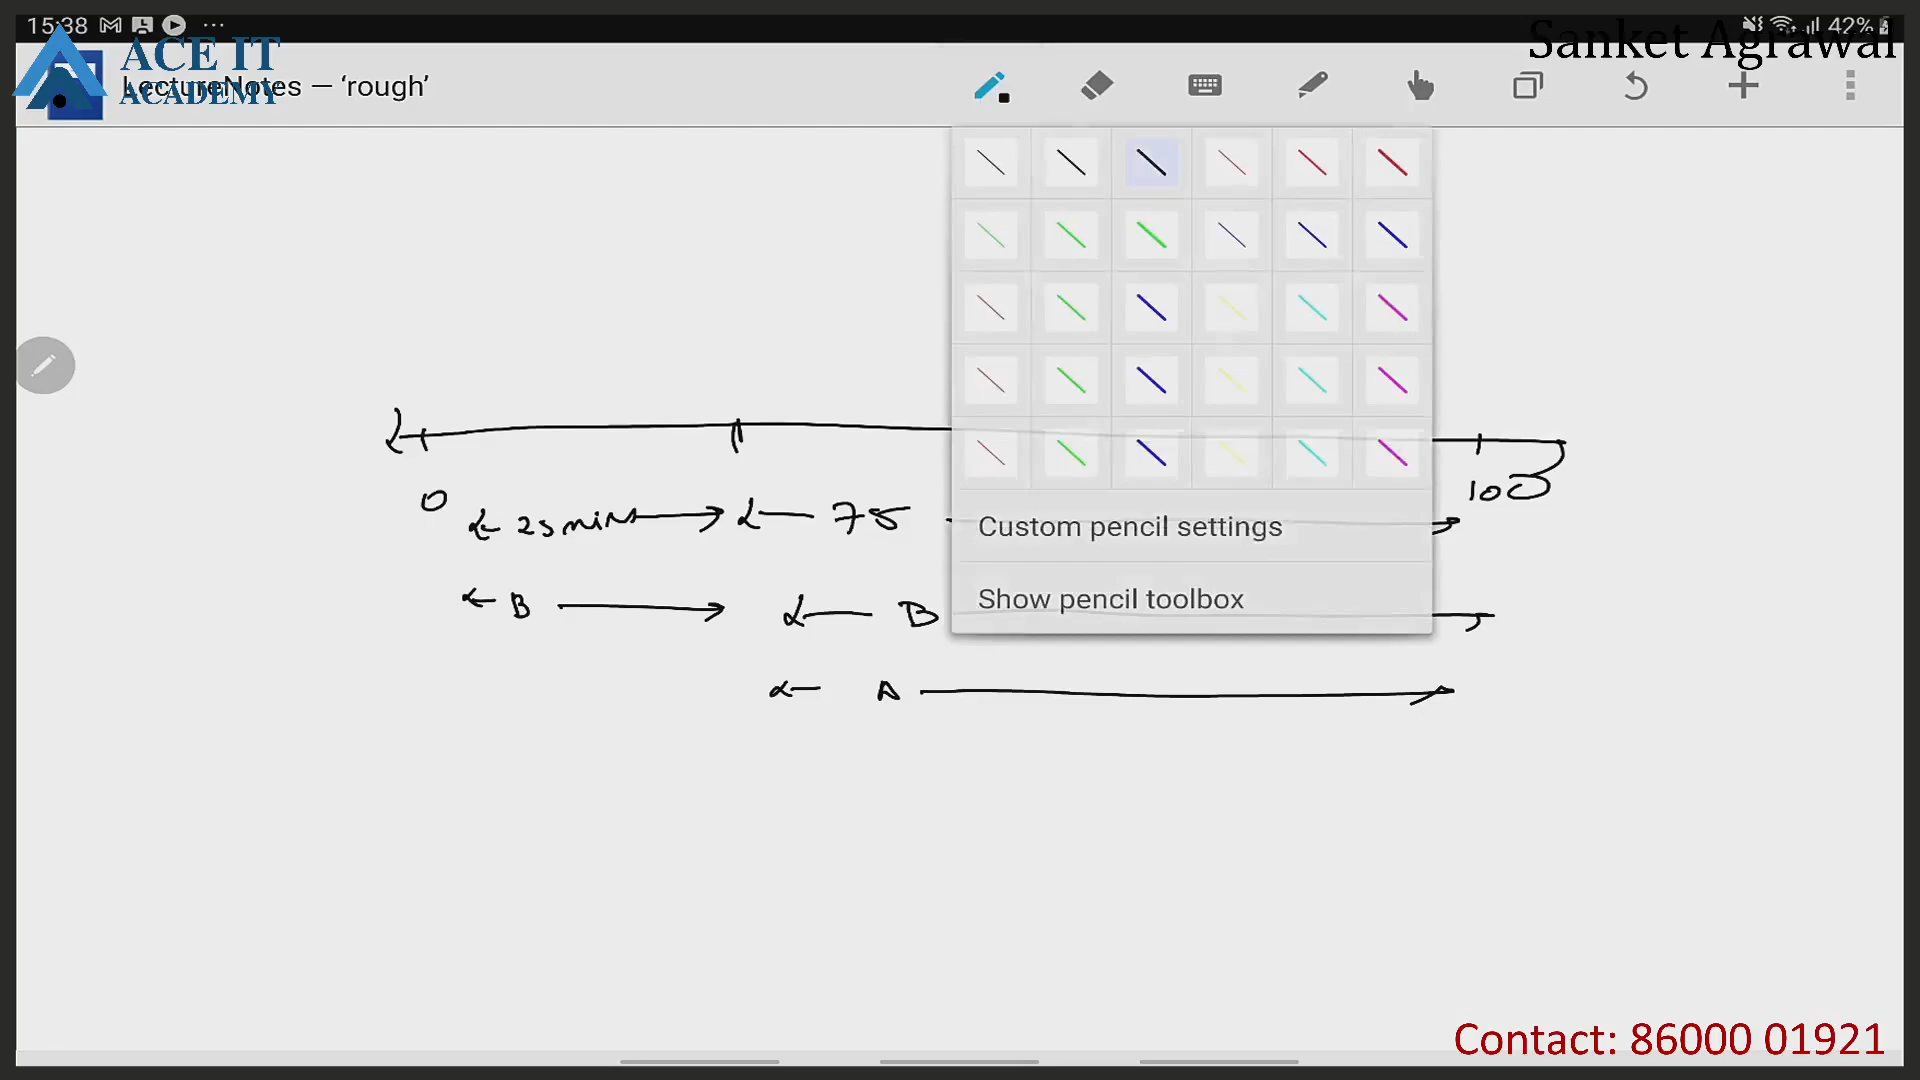 15:38 42%
Sanket Agrawal
ACE IT
ACADEMY
LectureNotes — ‘rough’
0 100
25 mins 75
B B
A
Custom pencil settings
Show pencil toolbox
Contact: 86000 01921